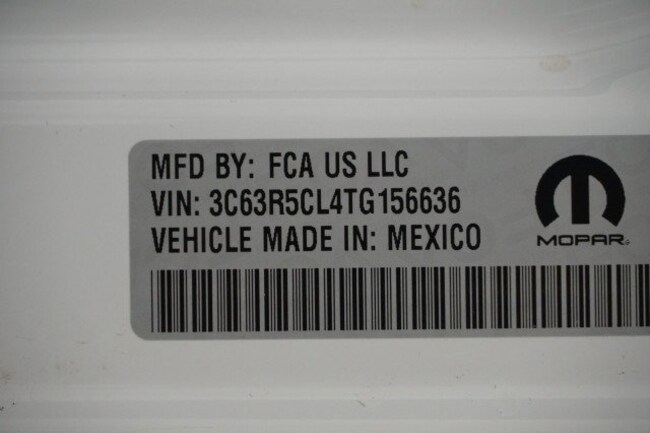 MFD BY: FCA US LLC
VIN: 3C63R5CL4TG156636
VEHICLE MADE IN: MEXICO
MOPAR®